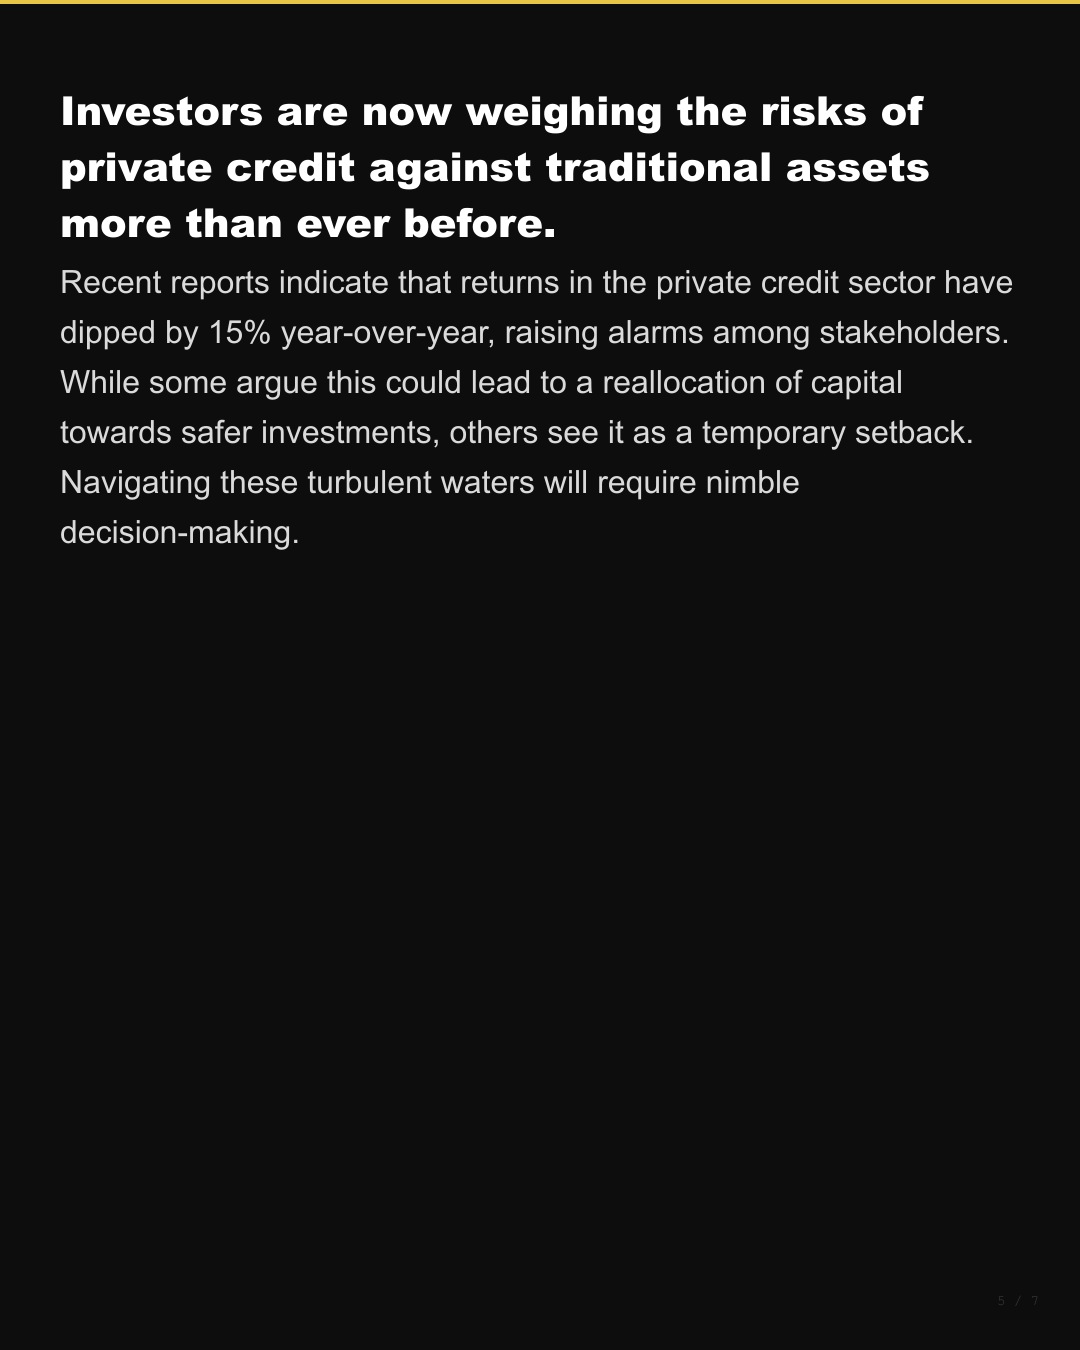 Investors are now weighing the risks of
private credit against traditional assets
more than ever before.
Recent reports indicate that returns in the private credit sector have
dipped by 15% year-over-year, raising alarms among stakeholders.
While some argue this could lead to a reallocation of capital
towards safer investments, others see it as a temporary setback.
Navigating these turbulent waters will require nimble
decision-making.
5 / 7